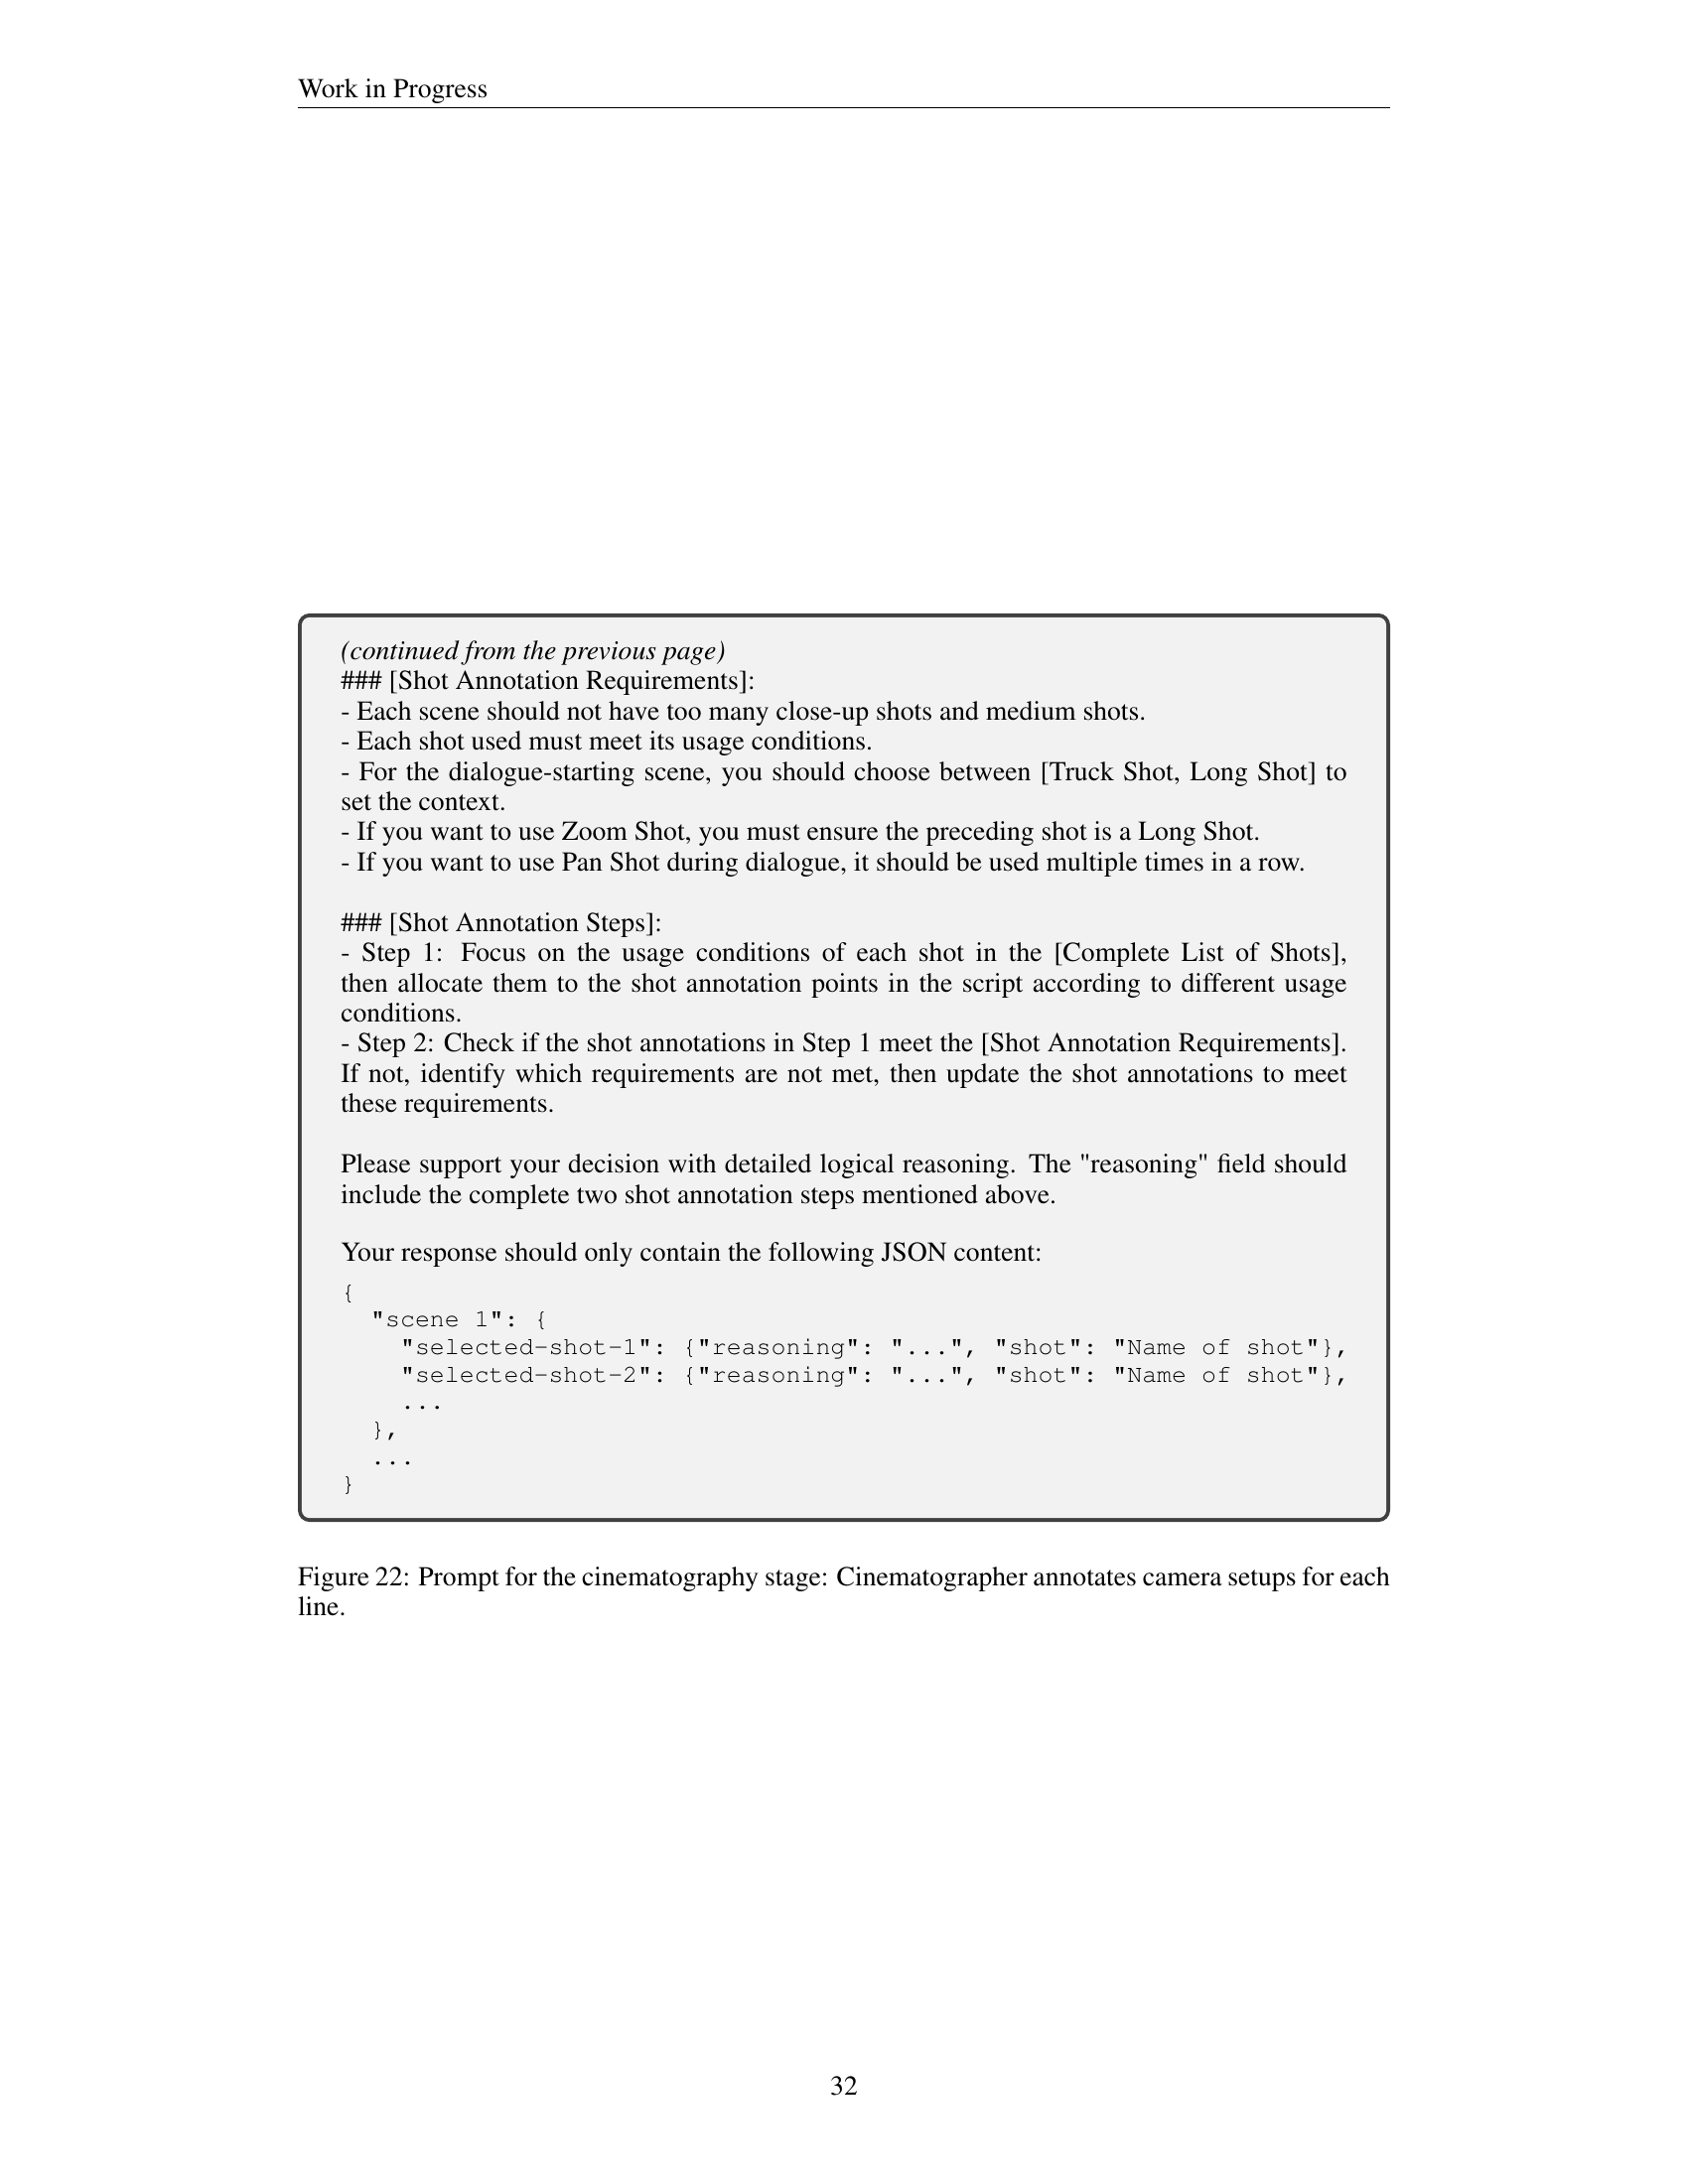 Work in Progress
(continued from the previous page)
### [Shot Annotation Requirements]:
- Each scene should not have too many close-up shots and medium shots.
- Each shot used must meet its usage conditions.
- For the dialogue-starting scene, you should choose between [Truck Shot, Long Shot] to
set the context.
- If you want to use Zoom Shot, you must ensure the preceding shot is a Long Shot.
- If you want to use Pan Shot during dialogue, it should be used multiple times in a row.
### [Shot Annotation Steps]:
- Step 1: Focus on the usage conditions of each shot in the [Complete List of Shots],
then allocate them to the shot annotation points in the script according to different usage
conditions.
- Step 2: Check if the shot annotations in Step 1 meet the [Shot Annotation Requirements].
If not, identify which requirements are not met, then update the shot annotations to meet
these requirements.
Please support your decision with detailed logical reasoning. The "reasoning" field should
include the complete two shot annotation steps mentioned above.
Your response should only contain the following JSON content:
{
"scene 1": {
"selected-shot-1": {"reasoning": "...", "shot": "Name of shot"},
"selected-shot-2": {"reasoning": "...", "shot": "Name of shot"},
...
},
...
}
Figure 22: Prompt for the cinematography stage: Cinematographer annotates camera setups for each
line.
32